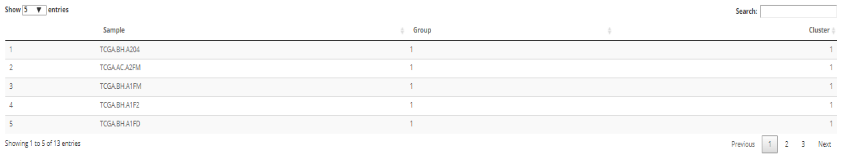 Show 5 entries Search:
Sample Group Cluster
1 TCGA.BH.A204 1 1
2 TCGA.AC.A2FM 1 1
3 TCGA.BH.A1FM 1 1
4 TCGA.BH.A1F2 1 1
5 TCGA.BH.A1FD 1 1
Showing 1 to 5 of 13 entries Previous 1 2 3 Next